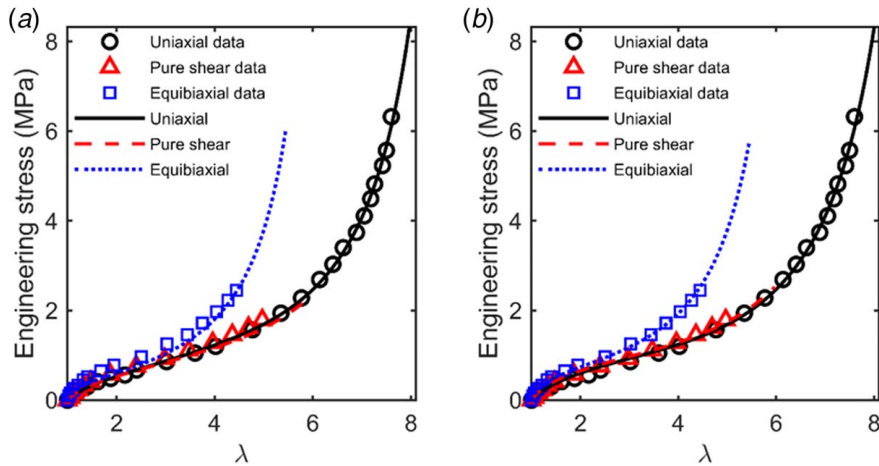 (a)
Engineering stress (MPa)
8
6
4
2
0
Uniaxial data
Pure shear data
Equibiaxial data
Uniaxial
Pure shear
Equibiaxial
2 4 6 8
λ
(b)
Engineering stress (MPa)
8
6
4
2
0
Uniaxial data
Pure shear data
Equibiaxial data
Uniaxial
Pure shear
Equibiaxial
2 4 6 8
λ